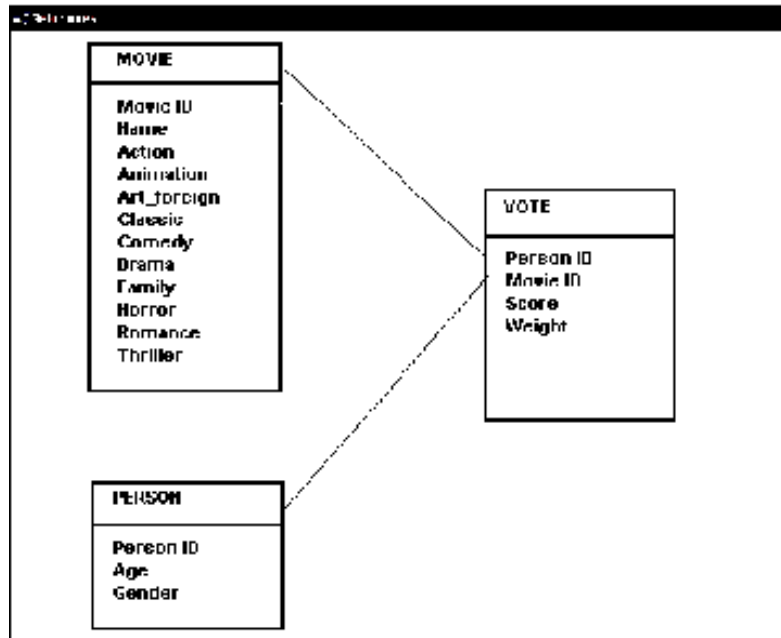 MOVIE
Movie ID
Name
Action
Animation
Art_foreign
Classic
Comedy
Drama
Family
Horror
Romance
Thriller
VOTE
Person ID
Movie ID
Score
Weight
PERSON
Person ID
Age
Gender